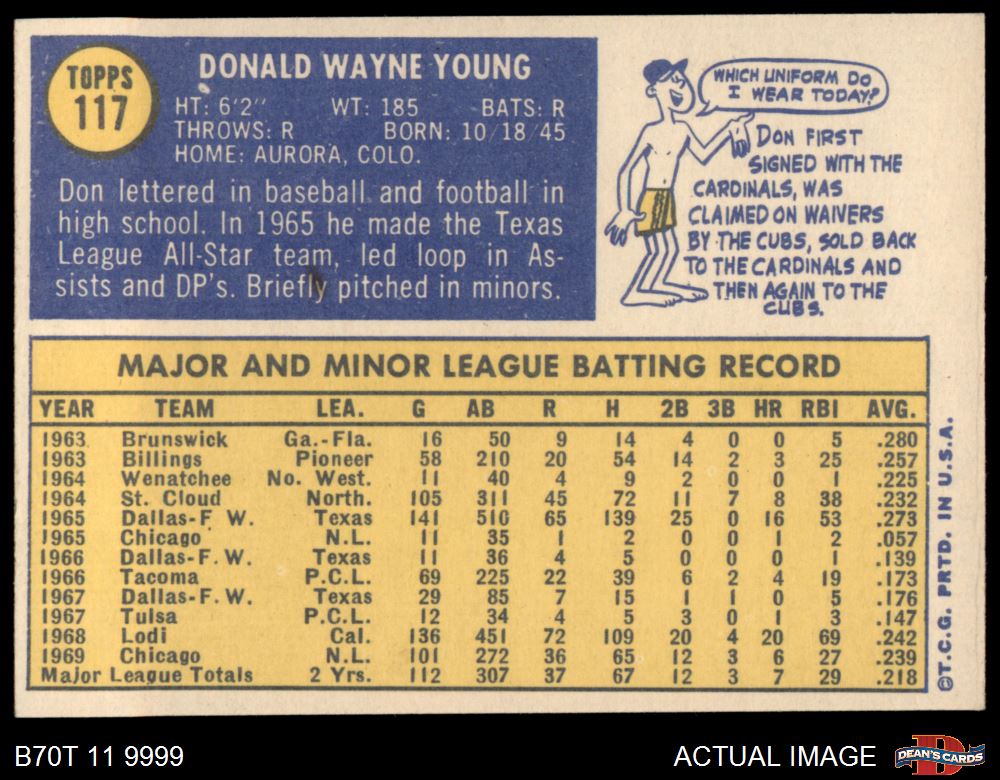 TOPPS
117
DONALD WAYNE YOUNG
HT: 6'2" WT: 185 BATS: R
THROWS: R BORN: 10/18/45
HOME: AURORA, COLO.
Don lettered in baseball and football in
high school. In 1965 he made the Texas
League All-Star team, led loop in As-
sists and DP's. Briefly pitched in minors.
WHICH UNIFORM DO
I WEAR TODAY?
DON FIRST
SIGNED WITH THE
CARDINALS, WAS
CLAIMED ON WAIVERS
BY THE CUBS, SOLD BACK
TO THE CARDINALS AND
THEN AGAIN TO THE
CUBS.
MAJOR AND MINOR LEAGUE BATTING RECORD
YEAR TEAM LEA. G AB R H 2B 3B HR RBI AVG.
1963 Brunswick Ga.-Fla. 16 50 9 14 4 0 0 5 .280
1963 Billings Pioneer 58 210 20 54 14 2 3 25 .257
1964 Wenatchee No. West. 11 40 4 9 2 0 0 1 .225
1964 St. Cloud North. 105 311 45 72 11 7 8 38 .232
1965 Dallas-F. W. Texas 141 510 65 139 25 0 16 53 .273
1965 Chicago N.L. 11 35 1 2 0 0 1 2 .057
1966 Dallas-F. W. Texas 11 36 4 5 0 0 0 1 .139
1966 Tacoma P.C.L. 69 225 22 39 6 2 4 19 .173
1967 Dallas-F. W. Texas 29 85 7 15 1 1 0 5 .176
1967 Tulsa P.C.L. 12 34 4 5 3 0 1 3 .147
1968 Lodi Cal. 136 451 72 109 20 4 20 69 .242
1969 Chicago N.L. 101 272 36 65 12 3 6 27 .239
Major League Totals 2 Yrs. 112 307 37 67 12 3 7 29 .218
©T.C.G. PRTD. IN U.S.A.
B70T 11 9999
ACTUAL IMAGE
DEAN'S CARDS